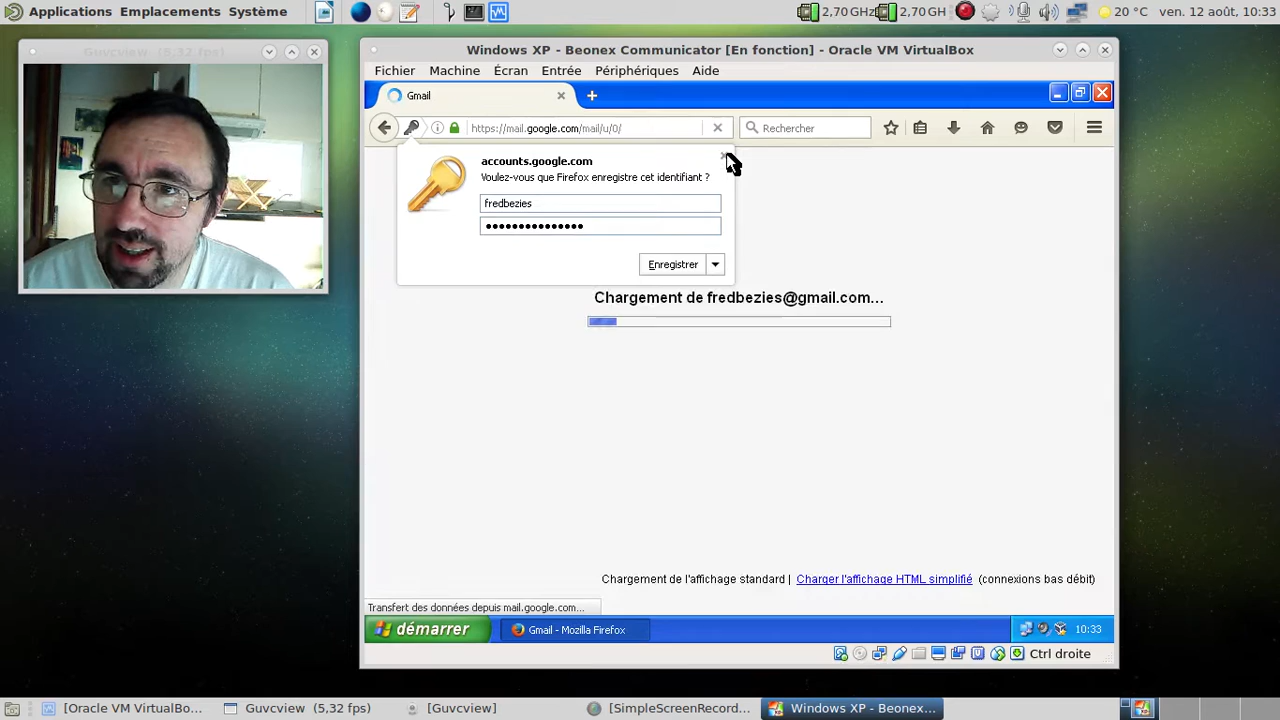 Applications Emplacements Système
2,70 GHz 2,70 GH 20 °C ven. 12 août, 10:33
Guvcview. (5,32 fps)
Windows XP - Beonex Communicator [En fonction] - Oracle VM VirtualBox
Fichier Machine Écran Entrée Périphériques Aide
Gmail
https://mail.google.com/mail/u/0/ Rechercher
accounts.google.com
Voulez-vous que Firefox enregistre cet identifiant ?
fredbezies
•••••••••••••••
Enregistrer
Chargement de fredbezies@gmail.com...
Chargement de l'affichage standard | Charger l'affichage HTML simplifié (connexions bas débit)
Transfert des données depuis mail.google.com...
démarrer Gmail - Mozilla Firefox 10:33
Ctrl droite
[Oracle VM VirtualBo... Guvcview (5,32 fps) [Guvcview] [SimpleScreenRecord... Windows XP - Beonex...